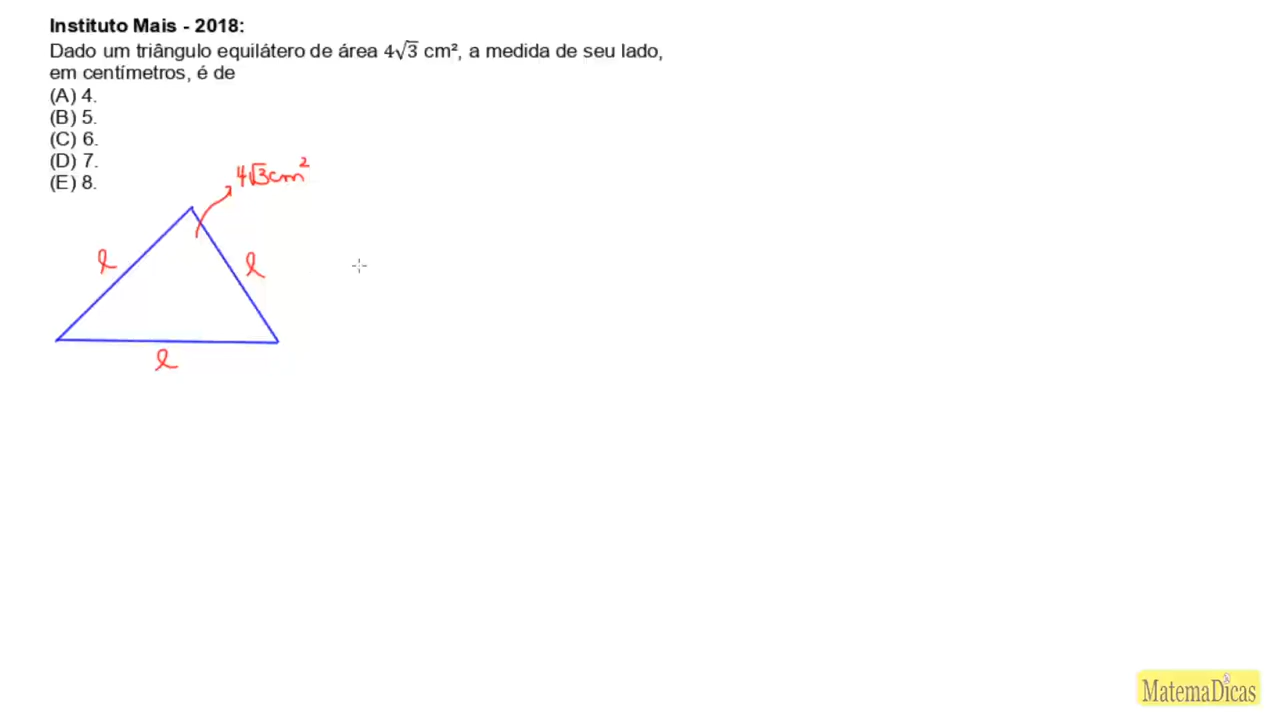 Instituto Mais - 2018:
Dado um triângulo equilátero de área 4√3 cm², a medida de seu lado,
em centímetros, é de
(A) 4.
(B) 5.
(C) 6.
(D) 7.
(E) 8.
4√3cm²
l
l
l
MatemaDicas